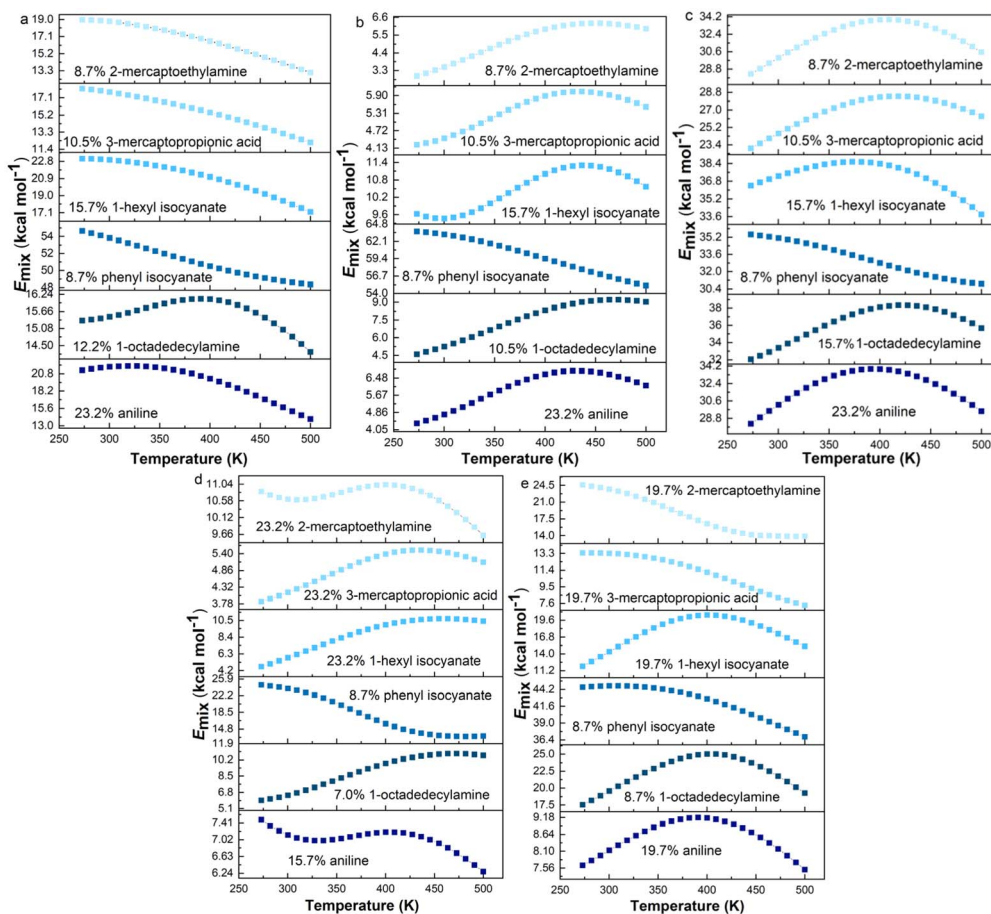 a
19.0
17.1
15.2
13.3
8.7% 2-mercaptoethylamine
17.1
15.2
13.3
11.4
10.5% 3-mercaptopropionic acid
22.8
20.9
19.0
17.1
15.7% 1-hexyl isocyanate
54
52
50
48
8.7% phenyl isocyanate
16.24
15.66
15.08
14.50
12.2% 1-octadedecylamine
20.8
18.2
15.6
13.0
23.2% aniline
E_mix (kcal mol⁻¹)
250 300 350 400 450 500
Temperature (K)
b
6.6
5.5
4.4
3.3
8.7% 2-mercaptoethylamine
5.90
5.31
4.72
4.13
10.5% 3-mercaptopropionic acid
11.4
10.8
10.2
9.6
15.7% 1-hexyl isocyanate
64.8
62.1
59.4
56.7
54.0
8.7% phenyl isocyanate
9.0
7.5
6.0
4.5
10.5% 1-octadedecylamine
6.48
5.67
4.86
4.05
23.2% aniline
E_mix (kcal mol⁻¹)
250 300 350 400 450 500
Temperature (K)
c
34.2
32.4
30.6
28.8
8.7% 2-mercaptoethylamine
28.8
27.0
25.2
23.4
10.5% 3-mercaptopropionic acid
38.4
36.8
35.2
33.6
15.7% 1-hexyl isocyanate
35.2
33.6
32.0
30.4
8.7% phenyl isocyanate
38
36
34
32
15.7% 1-octadedecylamine
34.2
32.4
30.6
28.8
23.2% aniline
E_mix (kcal mol⁻¹)
250 300 350 400 450 500
Temperature (K)
d
11.04
10.58
10.12
9.66
23.2% 2-mercaptoethylamine
5.40
4.86
4.32
3.78
23.2% 3-mercaptopropionic acid
10.5
8.4
6.3
4.2
23.2% 1-hexyl isocyanate
25.9
22.2
18.5
14.8
11.9
8.7% phenyl isocyanate
10.2
8.5
6.8
5.1
7.0% 1-octadedecylamine
7.41
7.02
6.63
6.24
15.7% aniline
E_mix (kcal mol⁻¹)
250 300 350 400 450 500
Temperature (K)
e
24.5
21.0
17.5
14.0
19.7% 2-mercaptoethylamine
13.3
11.4
9.5
7.6
19.7% 3-mercaptopropionic acid
19.6
16.8
14.0
11.2
19.7% 1-hexyl isocyanate
44.2
41.6
39.0
36.4
8.7% phenyl isocyanate
25.0
22.5
20.0
17.5
8.7% 1-octadedecylamine
9.18
8.64
8.10
7.56
19.7% aniline
E_mix (kcal mol⁻¹)
250 300 350 400 450 500
Temperature (K)